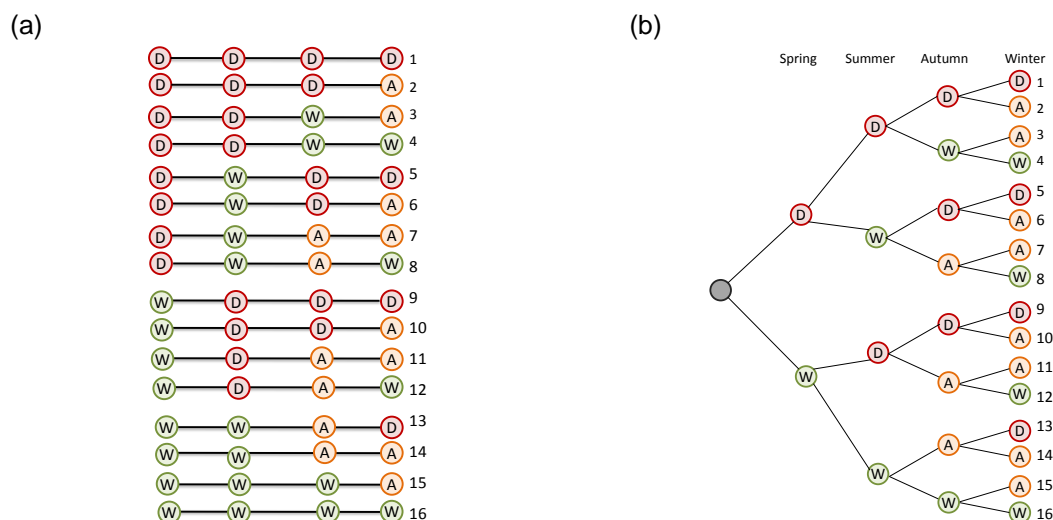 (a)
D D D D 1
D D D A 2
D D W A 3
D D W W 4
D W D D 5
D W D A 6
D W A A 7
D W A W 8
W D D D 9
W D D A 10
W D A A 11
W D A W 12
W W A D 13
W W A A 14
W W W A 15
W W W W 16
(b)
Spring Summer Autumn Winter
D 1
D
A 2
D
A 3
W
W 4
D
D 5
D
A 6
W
A 7
A
W 8
D 9
D
A 10
D
A 11
A
W 12
W
D 13
A
A 14
W
A 15
W
W 16